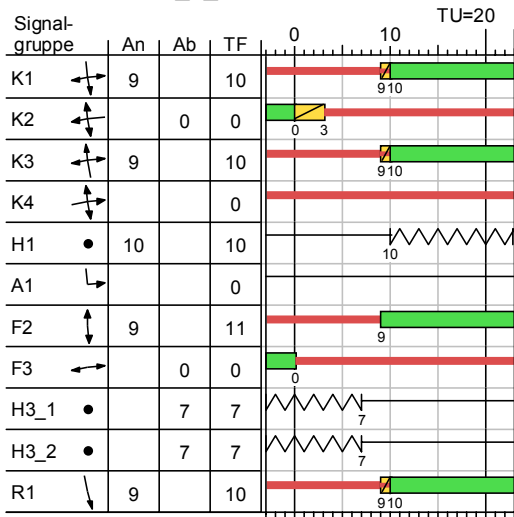 TU=20
Signal-
gruppe An Ab TF 0 10
K1 9 10 9 10
K2 0 0 0 3
K3 9 10 9 10
K4 0
H1 10 10 10
A1 0
F2 9 11 9
F3 0 0 0
H3_1 7 7 7
H3_2 7 7 7
R1 9 10 9 10